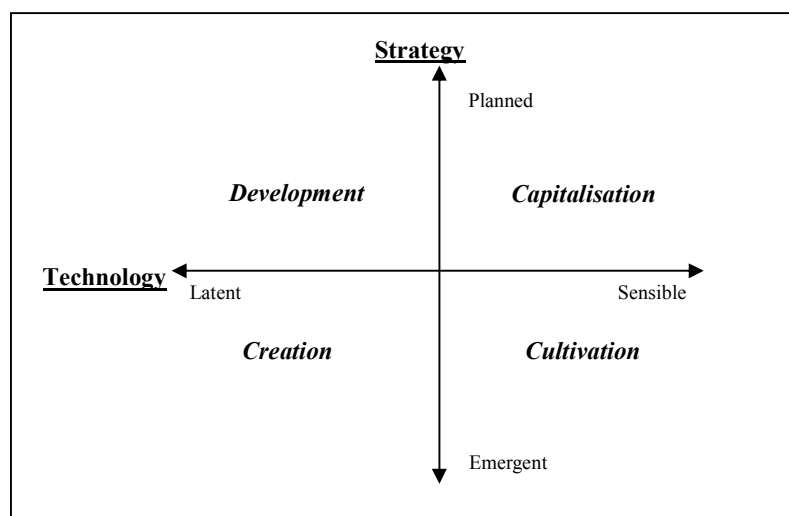 Strategy
Planned
Development
Capitalisation
Technology
Latent
Sensible
Creation
Cultivation
Emergent